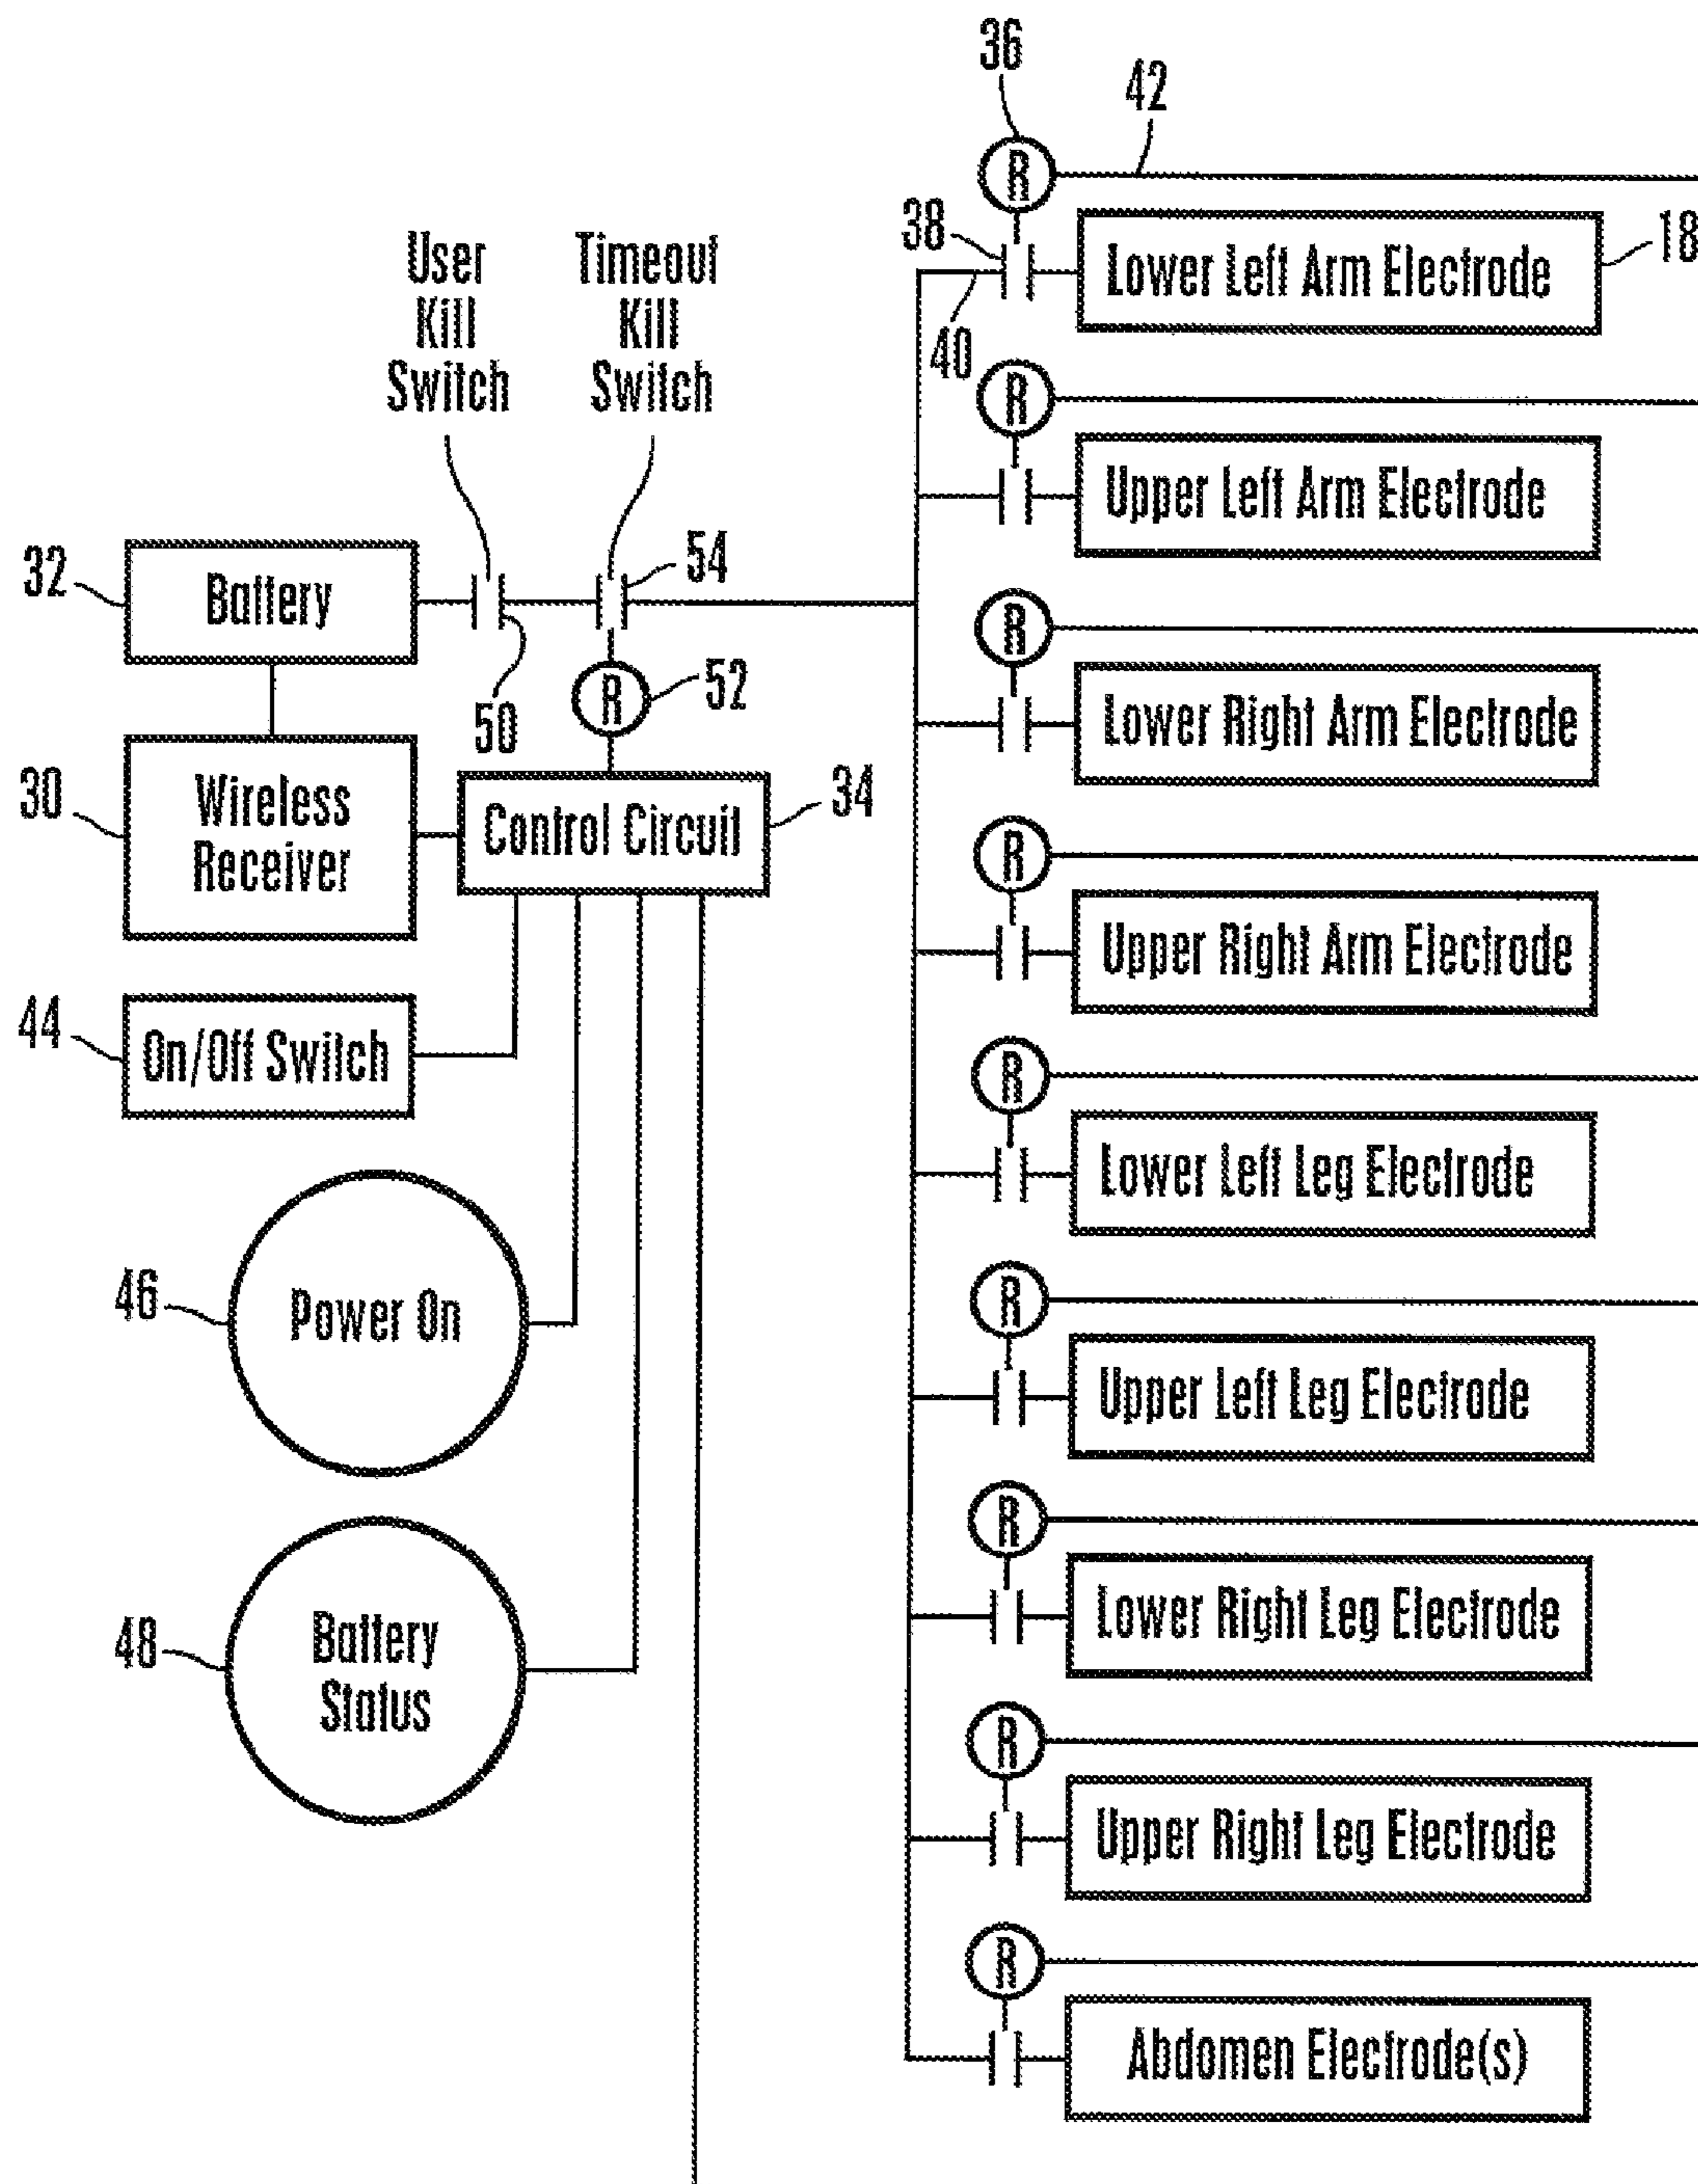 36
42
R
38
18
Lower Left Arm Electrode
40
User
Kill
Switch
Timeout
Kill
Switch
R
Upper Left Arm Electrode
32
Battery
54
50
R
52
R
Lower Right Arm Electrode
30
Wireless
Receiver
Control Circuit
34
R
Upper Right Arm Electrode
44
On/Off Switch
R
Lower Left Leg Electrode
46
Power On
R
Upper Left Leg Electrode
R
Lower Right Leg Electrode
48
Battery
Status
R
Upper Right Leg Electrode
R
Abdomen Electrode(s)